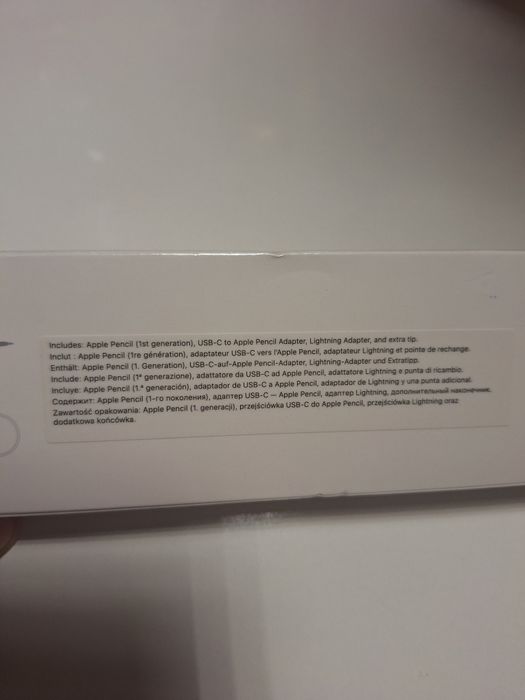 Includes: Apple Pencil (1st generation), USB-C to Apple Pencil Adapter, Lightning Adapter, and extra tip.
Inclut : Apple Pencil (1re génération), adaptateur USB-C vers l'Apple Pencil, adaptateur Lightning et pointe de rechange.
Enthält: Apple Pencil (1. Generation), USB-C-auf-Apple Pencil-Adapter, Lightning-Adapter und Extratipp.
Include: Apple Pencil (1ª generazione), adattatore da USB-C ad Apple Pencil, adattatore Lightning e punta di ricambio.
Incluye: Apple Pencil (1.ª generación), adaptador de USB-C a Apple Pencil, adaptador de Lightning y una punta adicional.
Содержит: Apple Pencil (1-го поколения), адаптер USB-C — Apple Pencil, адаптер Lightning, дополнительный наконечник.
Zawartość opakowania: Apple Pencil (1. generacji), przejściówka USB-C do Apple Pencil, przejściówka Lightning oraz
dodatkowa końcówka.